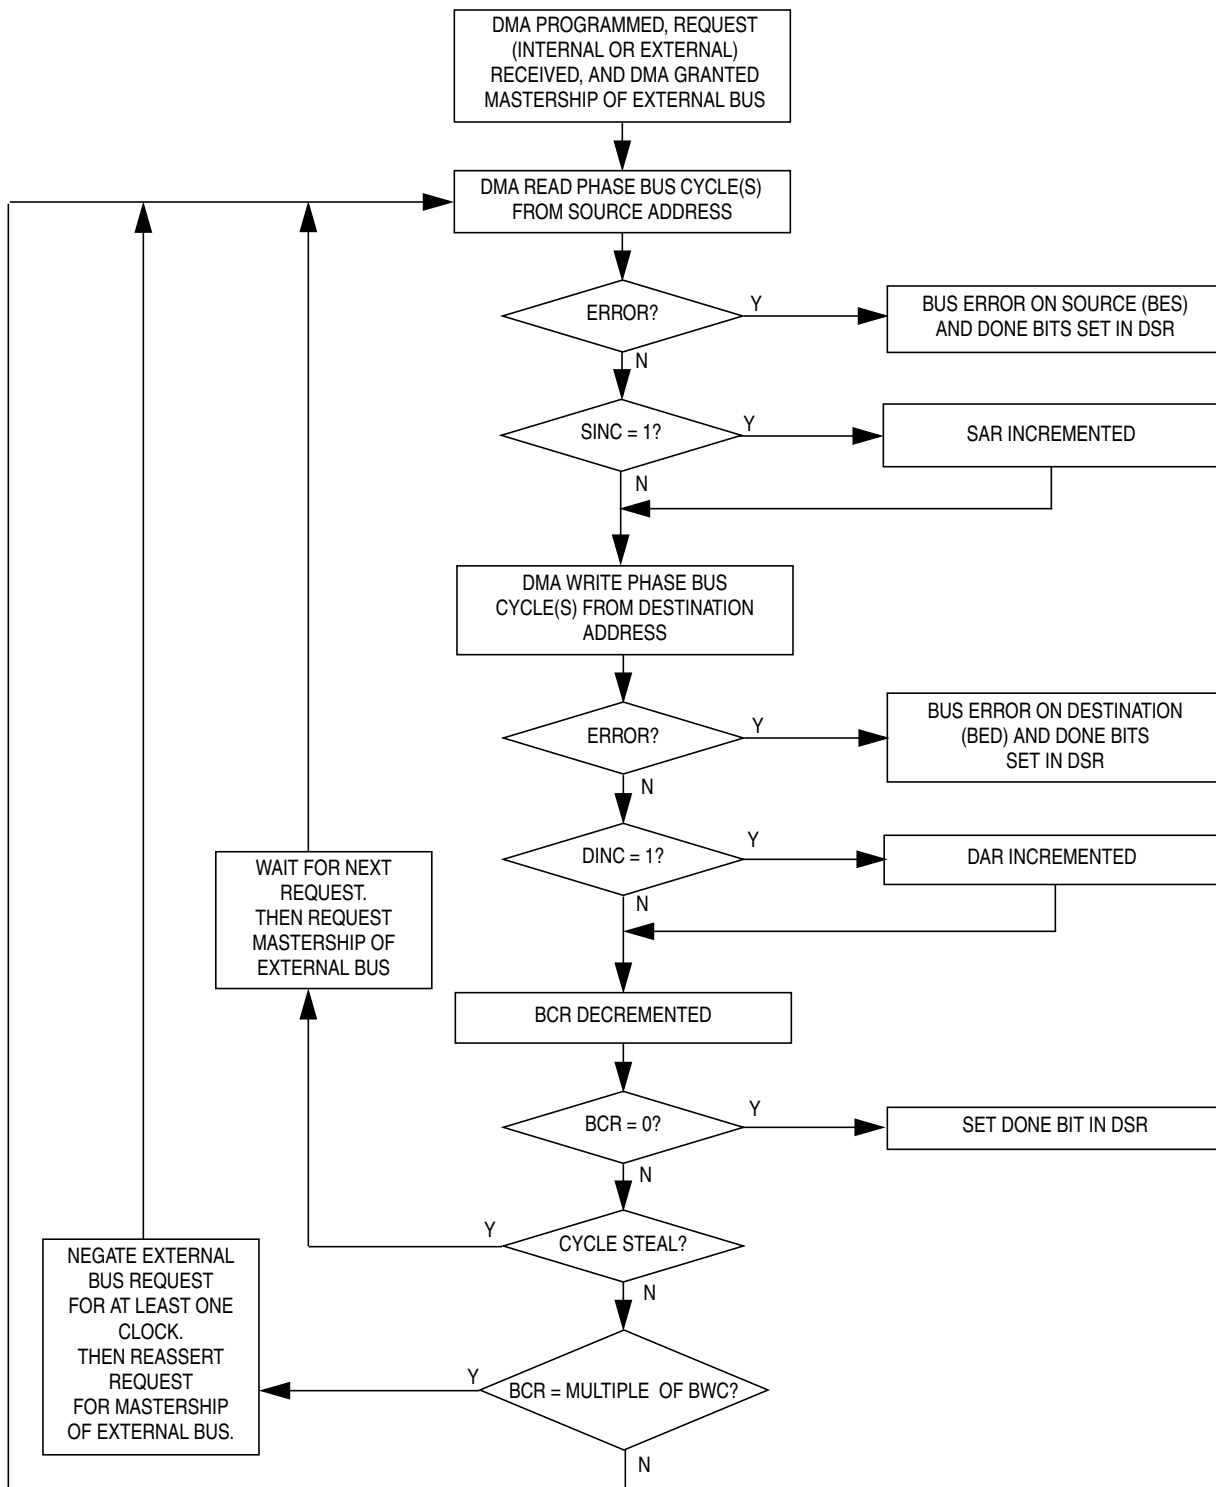 DMA PROGRAMMED, REQUEST
(INTERNAL OR EXTERNAL)
RECEIVED, AND DMA GRANTED
MASTERSHIP OF EXTERNAL BUS
DMA READ PHASE BUS CYCLE(S)
FROM SOURCE ADDRESS
ERROR?
Y
BUS ERROR ON SOURCE (BES)
AND DONE BITS SET IN DSR
N
SINC = 1?
Y
SAR INCREMENTED
N
DMA WRITE PHASE BUS
CYCLE(S) FROM DESTINATION
ADDRESS
ERROR?
Y
BUS ERROR ON DESTINATION
(BED) AND DONE BITS
SET IN DSR
N
DINC = 1?
Y
DAR INCREMENTED
N
WAIT FOR NEXT
REQUEST.
THEN REQUEST
MASTERSHIP OF
EXTERNAL BUS
BCR DECREMENTED
BCR = 0?
Y
SET DONE BIT IN DSR
N
CYCLE STEAL?
Y
N
NEGATE EXTERNAL
BUS REQUEST
FOR AT LEAST ONE
CLOCK.
THEN REASSERT
REQUEST
FOR MASTERSHIP
OF EXTERNAL BUS.
Y
BCR = MULTIPLE OF BWC?
N